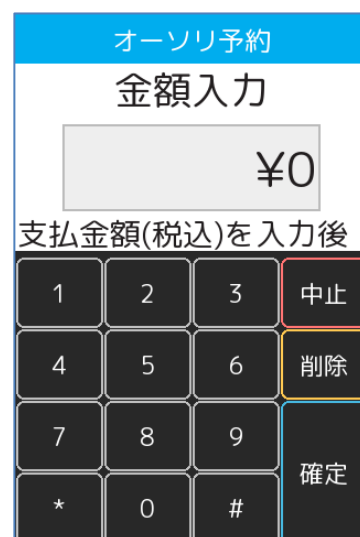 オーソリ予約
金額入力
¥0
支払金額(税込)を入力後
1 2 3 中止
4 5 6 削除
7 8 9
確定
* 0 #